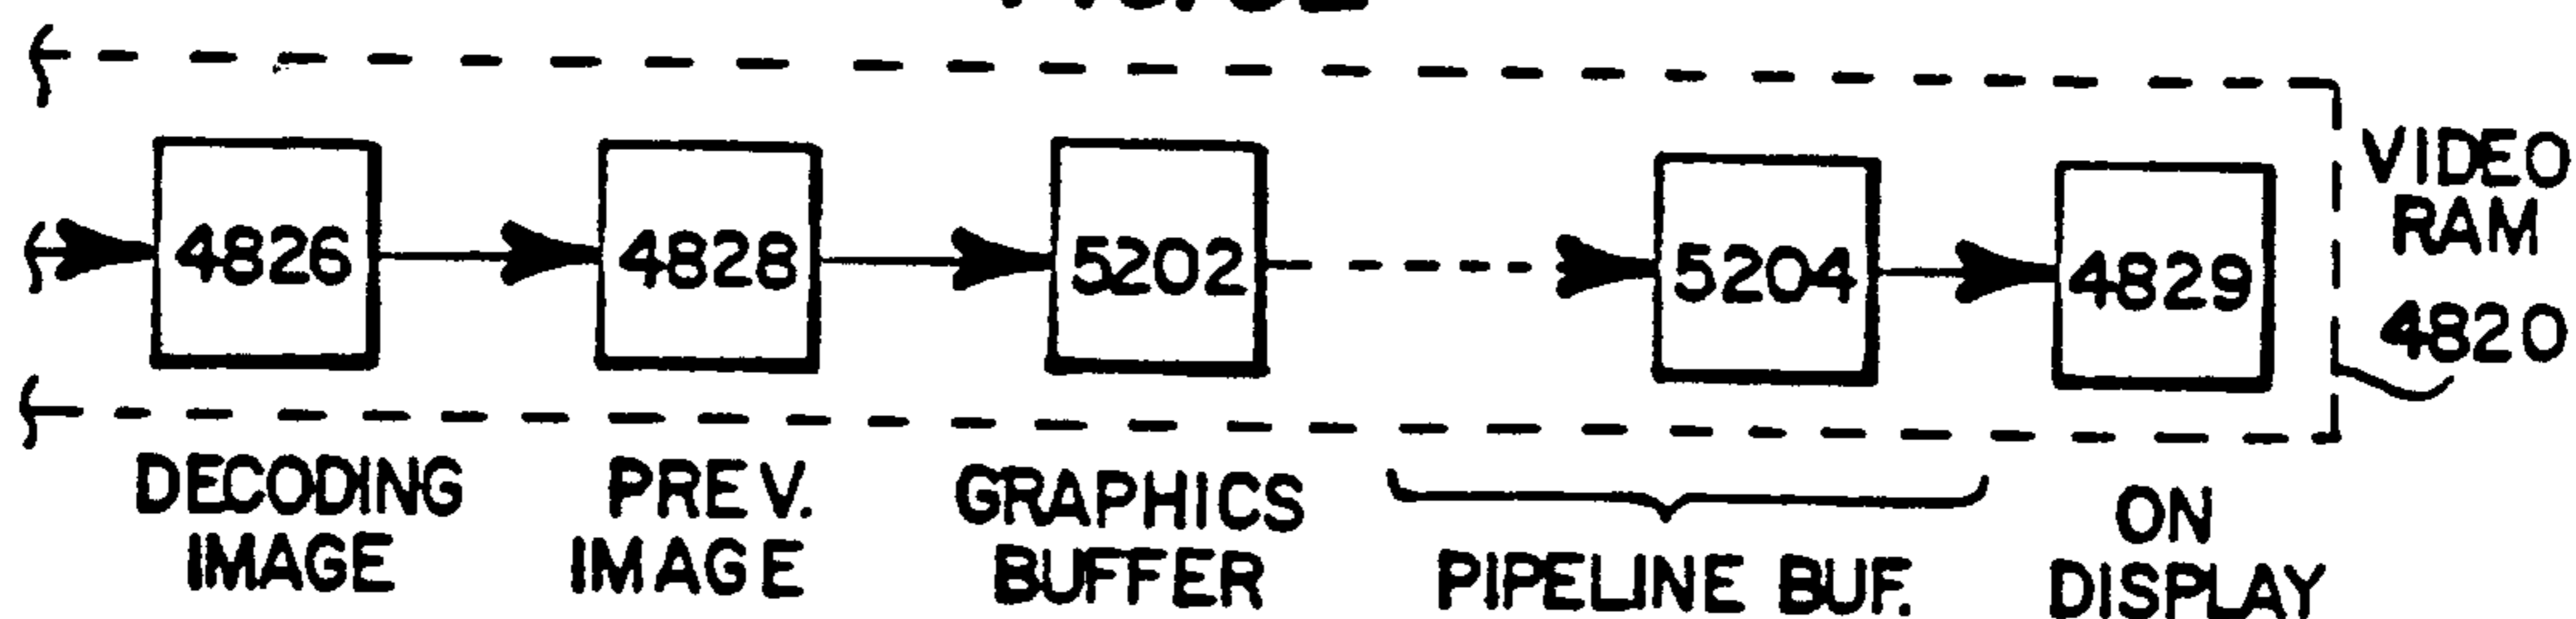 4826
4828
5202
5204
4829
VIDEO
RAM
4820
DECODING
IMAGE
PREV.
IMAGE
GRAPHICS
BUFFER
PIPELINE BUF.
ON
DISPLAY